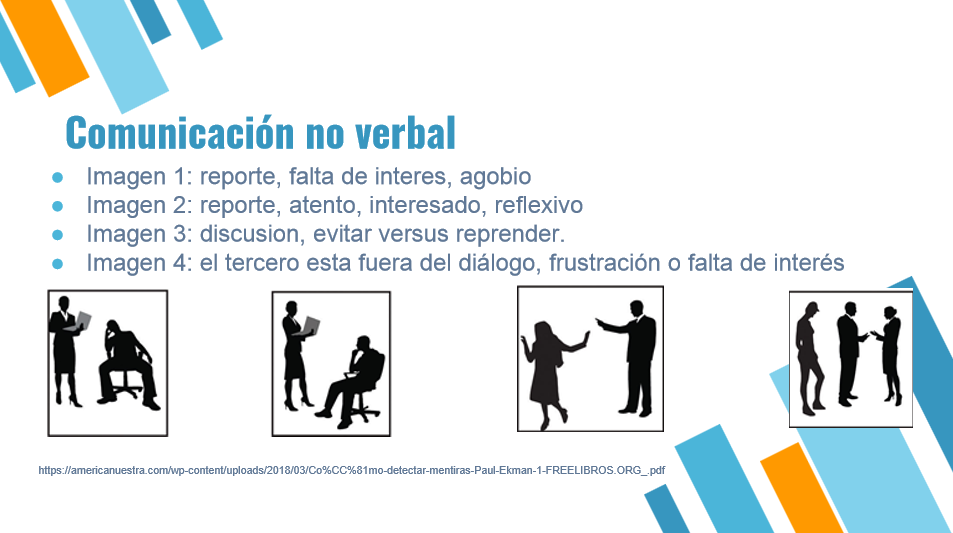 Comunicación no verbal
● Imagen 1: reporte, falta de interes, agobio
● Imagen 2: reporte, atento, interesado, reflexivo
● Imagen 3: discusion, evitar versus reprender.
● Imagen 4: el tercero esta fuera del diálogo, frustración o falta de interés
https://americanuestra.com/wp-content/uploads/2018/03/Co%CC%81mo-detectar-mentiras-Paul-Ekman-1-FREELIBROS.ORG_.pdf